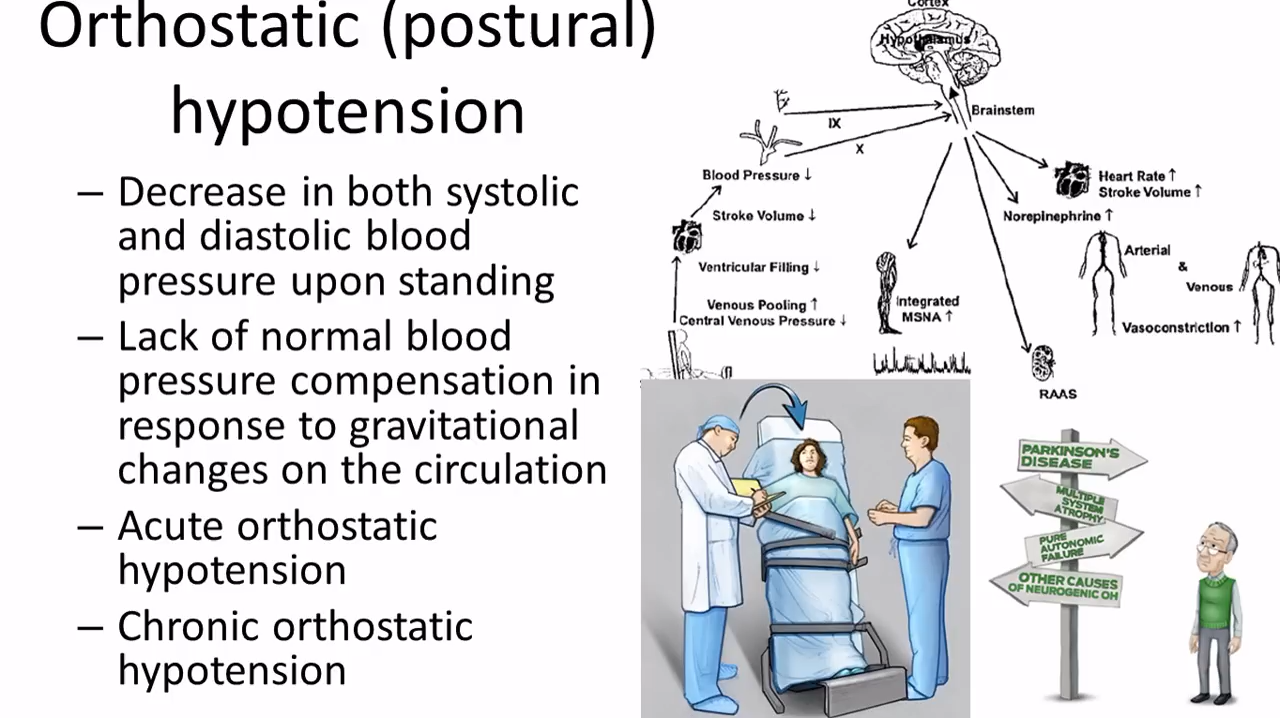 Orthostatic (postural)
hypotension
– Decrease in both systolic
and diastolic blood
pressure upon standing
– Lack of normal blood
pressure compensation in
response to gravitational
changes on the circulation
– Acute orthostatic
hypotension
– Chronic orthostatic
hypotension
Cortex
Hypothalamus
Brainstem
IX
X
Blood Pressure ↓
Stroke Volume ↓
Ventricular Filling ↓
Venous Pooling ↑
Central Venous Pressure ↓
Heart Rate ↑
Stroke Volume ↑
Norepinephrine ↑
Arterial
&
Venous
Vasoconstriction ↑
Integrated
MSNA ↑
RAAS
PARKINSON'S
DISEASE
MULTIPLE
SYSTEM
ATROPHY
PURE
AUTONOMIC
FAILURE
OTHER CAUSES
OF NEUROGENIC OH